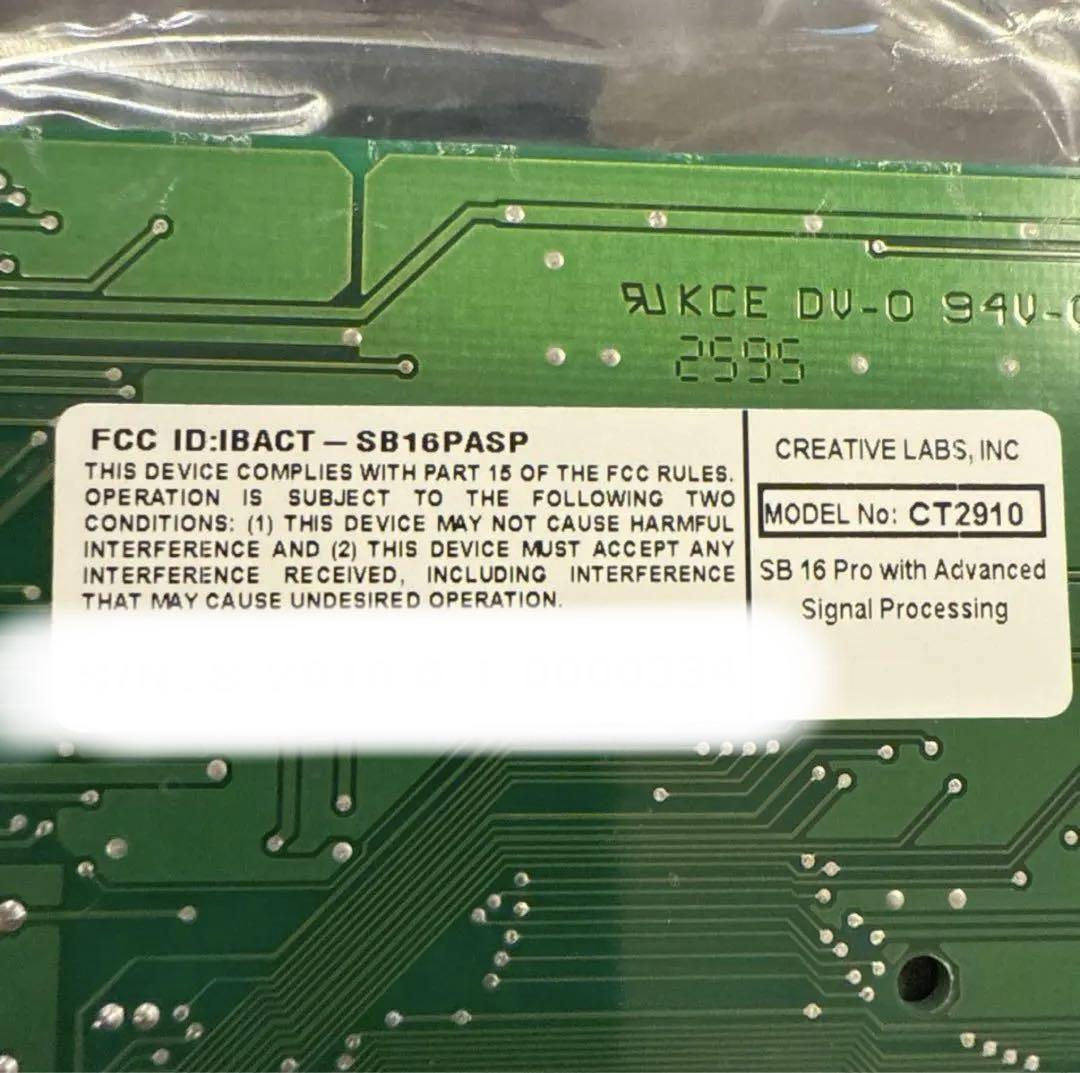 KCE DV-0 94V-
2595
FCC ID:IBACT – SB16PASP
THIS DEVICE COMPLIES WITH PART 15 OF THE FCC RULES.
OPERATION IS SUBJECT TO THE FOLLOWING TWO
CONDITIONS: (1) THIS DEVICE MAY NOT CAUSE HARMFUL
INTERFERENCE AND (2) THIS DEVICE MUST ACCEPT ANY
INTERFERENCE RECEIVED, INCLUDING INTERFERENCE
THAT MAY CAUSE UNDESIRED OPERATION.
CREATIVE LABS, INC
MODEL No: CT2910
SB 16 Pro with Advanced
Signal Processing